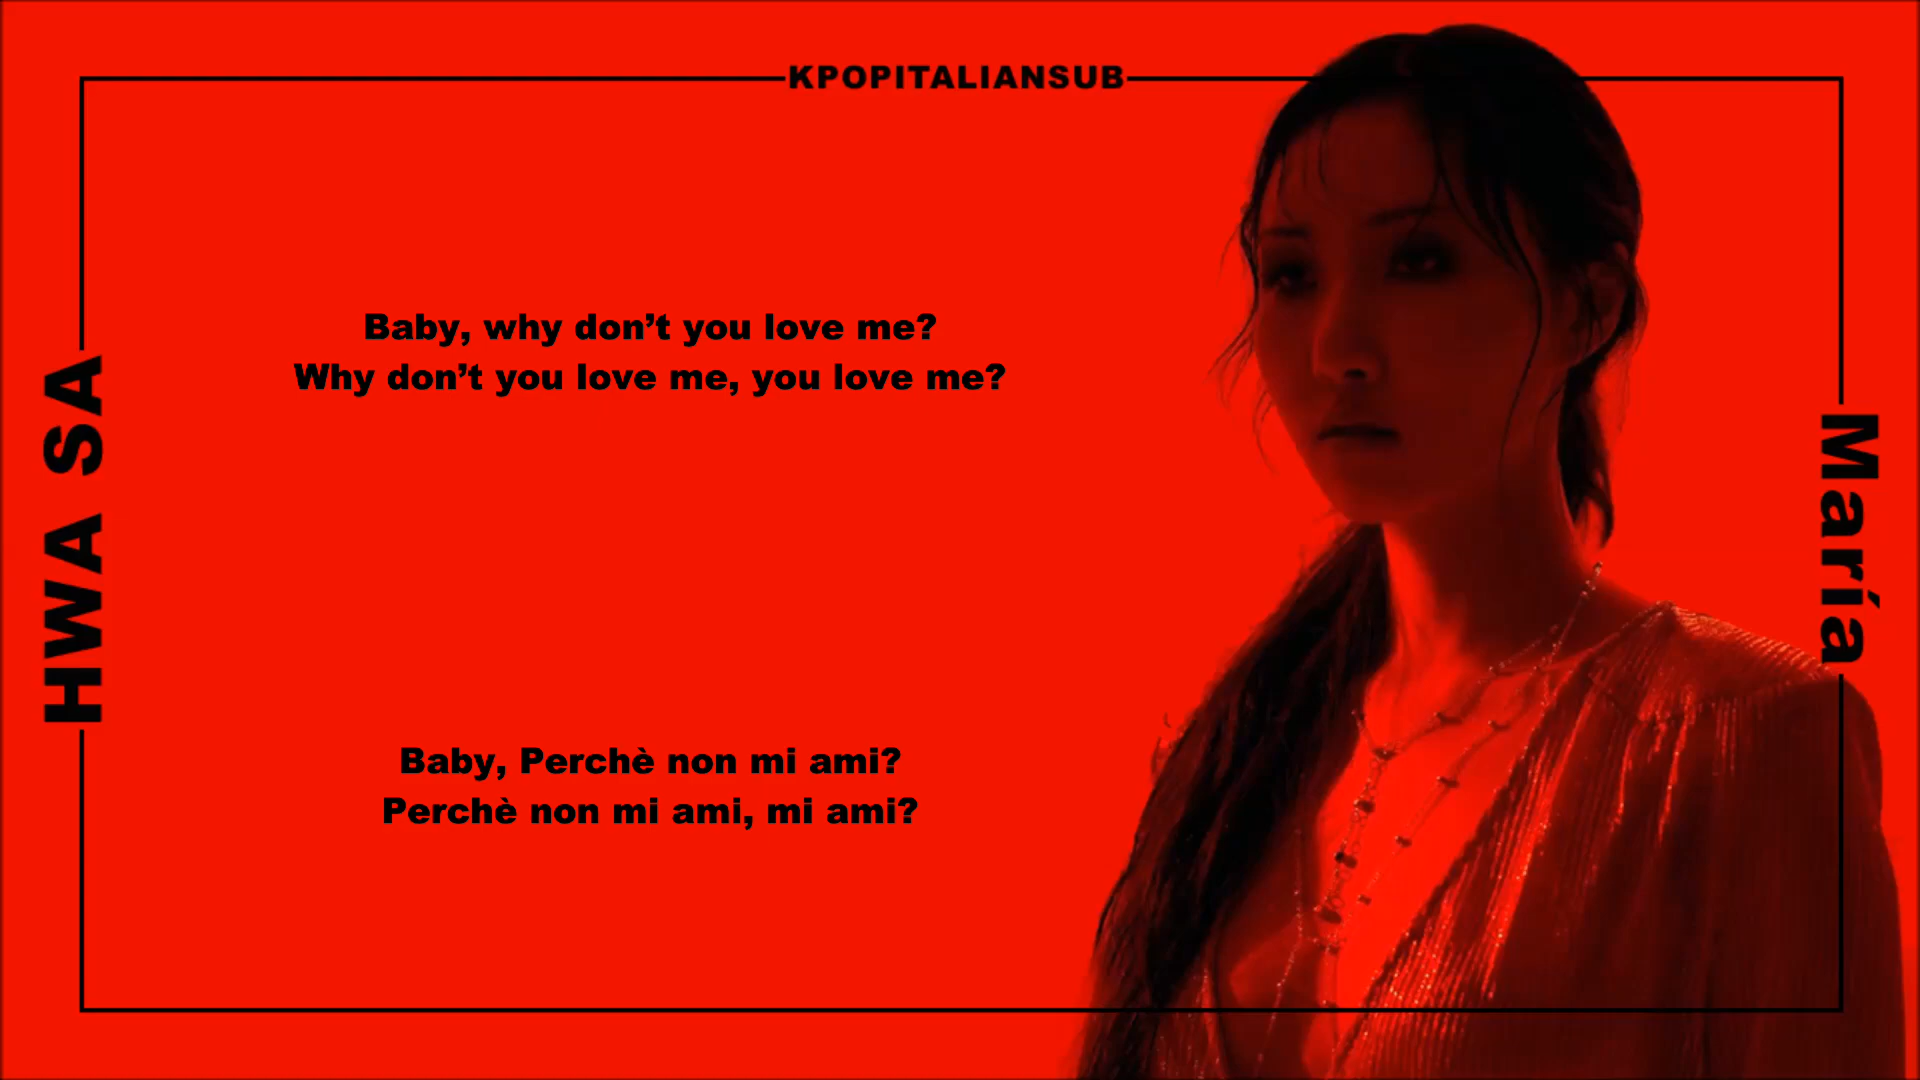 KPOPITALIANSUB
HWA SA
Baby, why don’t you love me?
Why don’t you love me, you love me?
María
Baby, Perchè non mi ami?
Perchè non mi ami, mi ami?